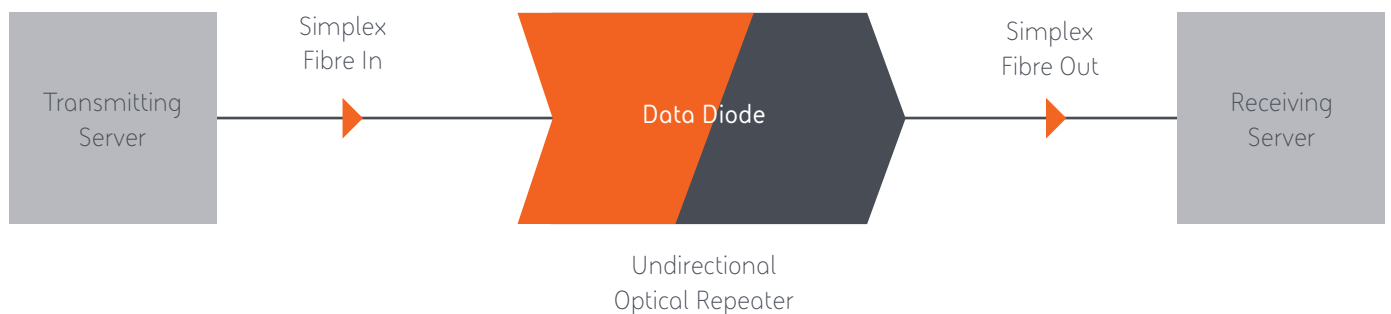 Transmitting
Server
Simplex
Fibre In
Data Diode
Undirectional
Optical Repeater
Simplex
Fibre Out
Receiving
Server